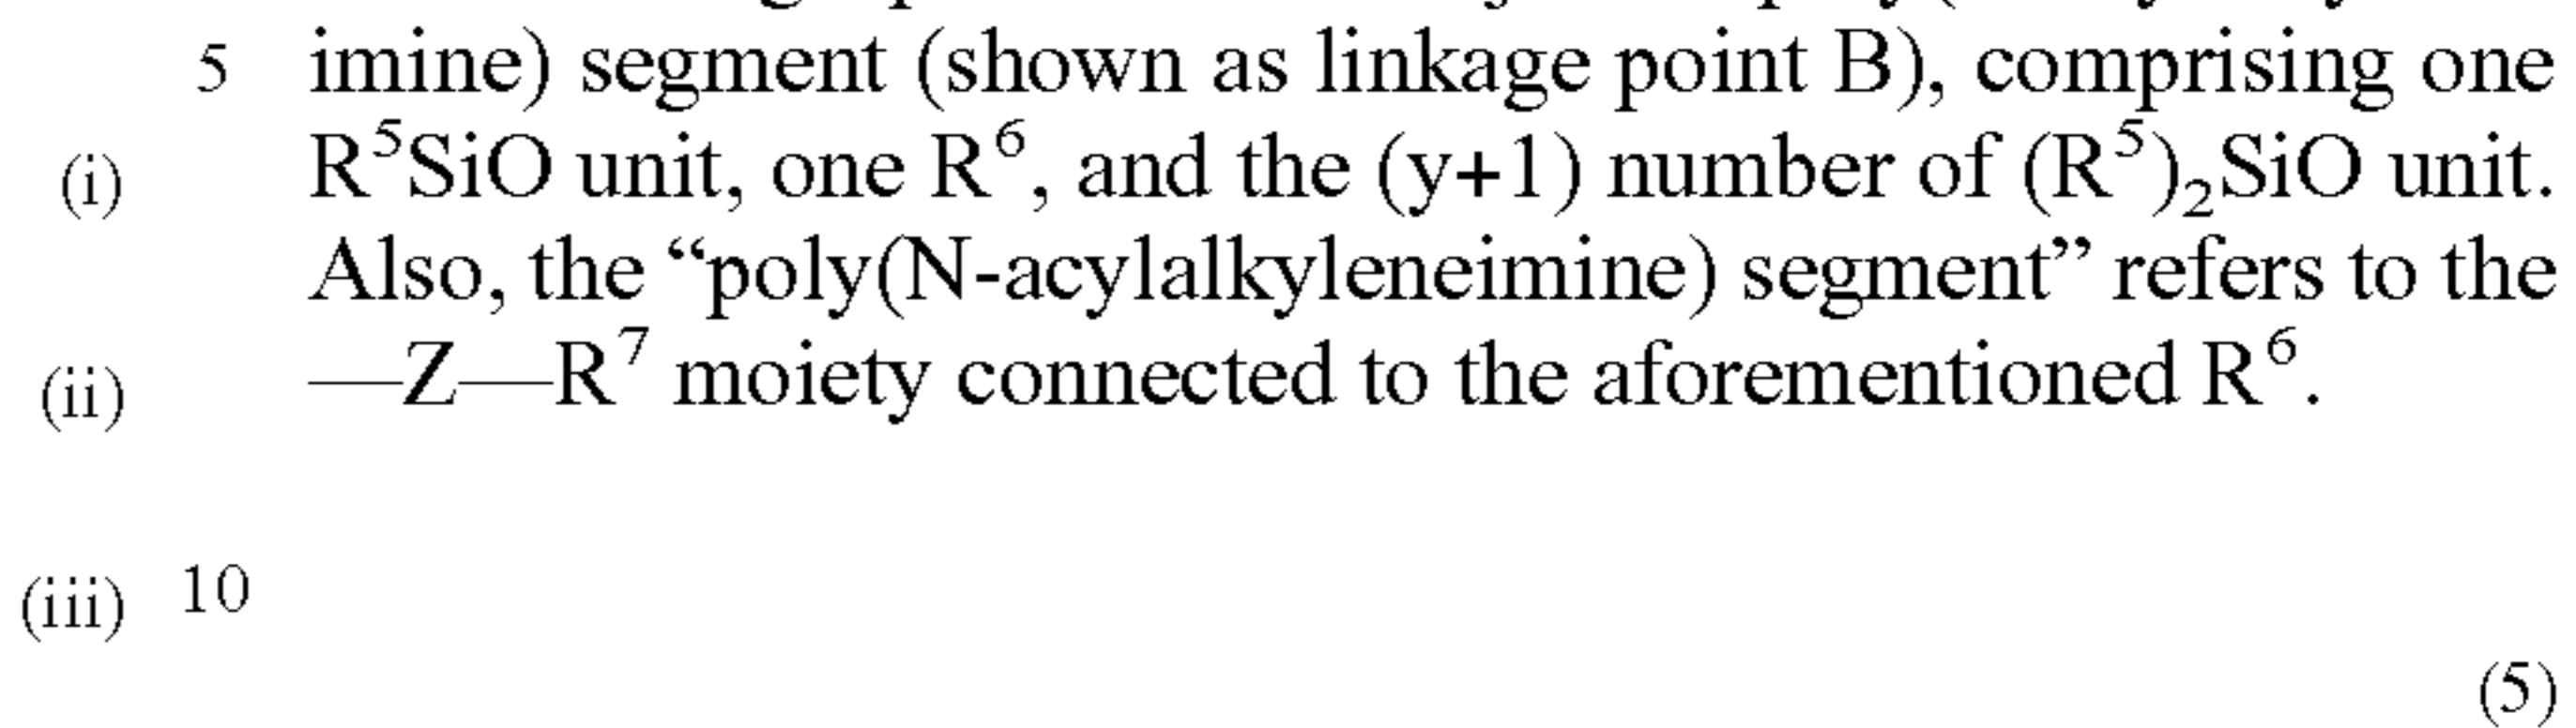 5 imine) segment (shown as linkage point B), comprising one
(i) R⁵SiO unit, one R⁶, and the (y+1) number of (R⁵)₂SiO unit.
Also, the “poly(N-acylalkyleneimine) segment” refers to the
(ii) —Z—R⁷ moiety connected to the aforementioned R⁶.
(iii) 10
(5)